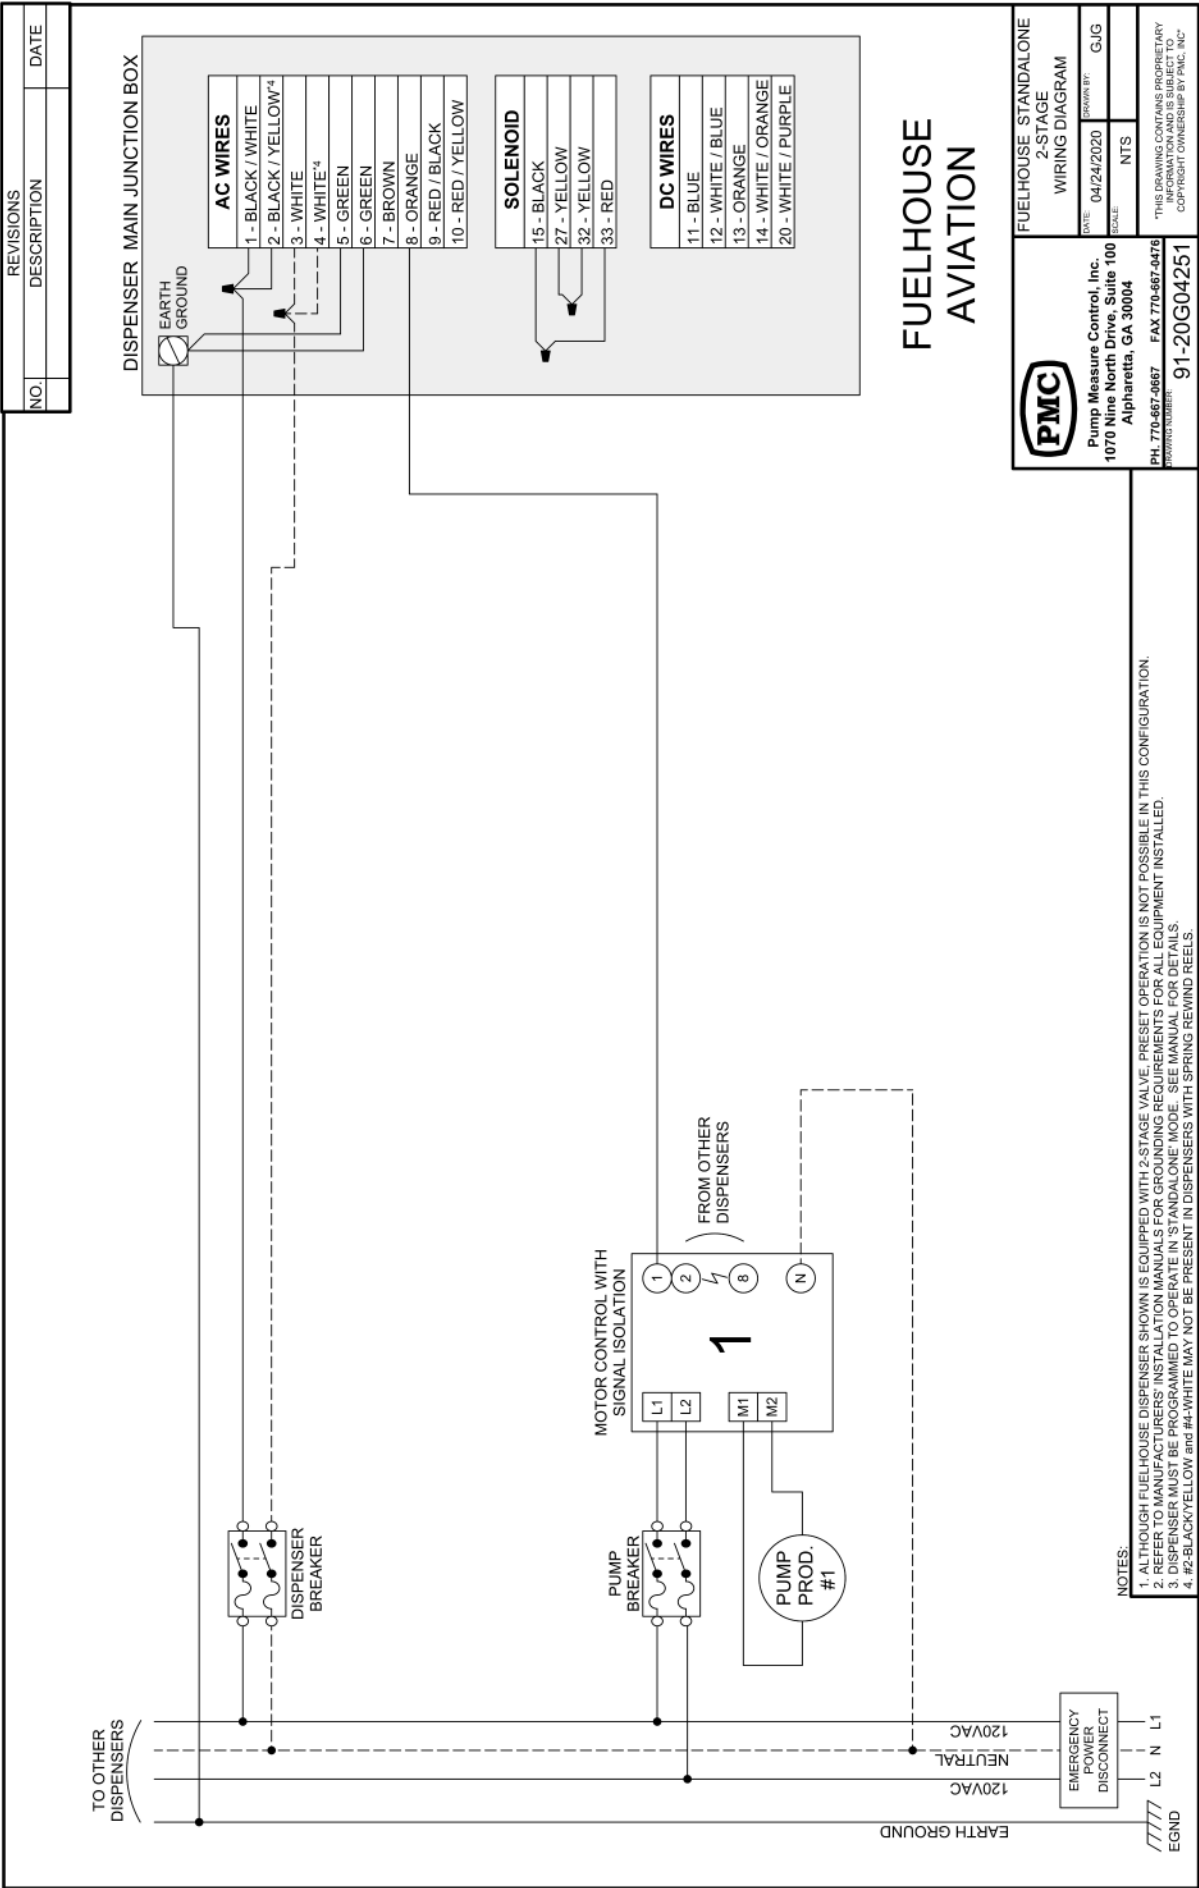 REVISIONS
NO. DESCRIPTION DATE
TO OTHER
DISPENSERS
DISPENSER MAIN JUNCTION BOX
EARTH
GROUND
AC WIRES
1 - BLACK / WHITE
2 - BLACK / YELLOW*4
3 - WHITE
4 - WHITE*4
5 - GREEN
6 - GREEN
7 - BROWN
8 - ORANGE
9 - RED / BLACK
10 - RED / YELLOW
SOLENOID
15 - BLACK
27 - YELLOW
32 - YELLOW
33 - RED
DC WIRES
11 - BLUE
12 - WHITE / BLUE
13 - ORANGE
14 - WHITE / ORANGE
20 - WHITE / PURPLE
DISPENSER
BREAKER
PUMP
BREAKER
PUMP
PROD.
#1
MOTOR CONTROL WITH
SIGNAL ISOLATION
L1
L2
M1
M2
1
1
2
8
N
FROM OTHER
DISPENSERS
120VAC
NEUTRAL
120VAC
EARTH GROUND
EMERGENCY
POWER
DISCONNECT
L1
N
L2
EGND
FUELHOUSE
AVIATION
NOTES:
1. ALTHOUGH FUELHOUSE DISPENSER SHOWN IS EQUIPPED WITH 2-STAGE VALVE, PRESET OPERATION IS NOT POSSIBLE IN THIS CONFIGURATION.
2. REFER TO MANUFACTURERS' INSTALLATION MANUALS FOR GROUNDING REQUIREMENTS FOR ALL EQUIPMENT INSTALLED.
3. DISPENSER MUST BE PROGRAMMED TO OPERATE IN 'STANDALONE' MODE. SEE MANUAL FOR DETAILS.
4. #2-BLACK/YELLOW and #4-WHITE MAY NOT BE PRESENT IN DISPENSERS WITH SPRING REWIND REELS.
PMC
Pump Measure Control, Inc.
1070 Nine North Drive, Suite 100
Alpharetta, GA 30004
PH. 770-667-0667 FAX 770-667-0476
DRAWING NUMBER:
91-20G04251
FUELHOUSE STANDALONE
2-STAGE
WIRING DIAGRAM
DATE: 04/24/2020
DRAWN BY: GJG
SCALE: NTS
"THIS DRAWING CONTAINS PROPRIETARY
INFORMATION AND IS SUBJECT TO
COPYRIGHT OWNERSHIP BY PMC, INC"